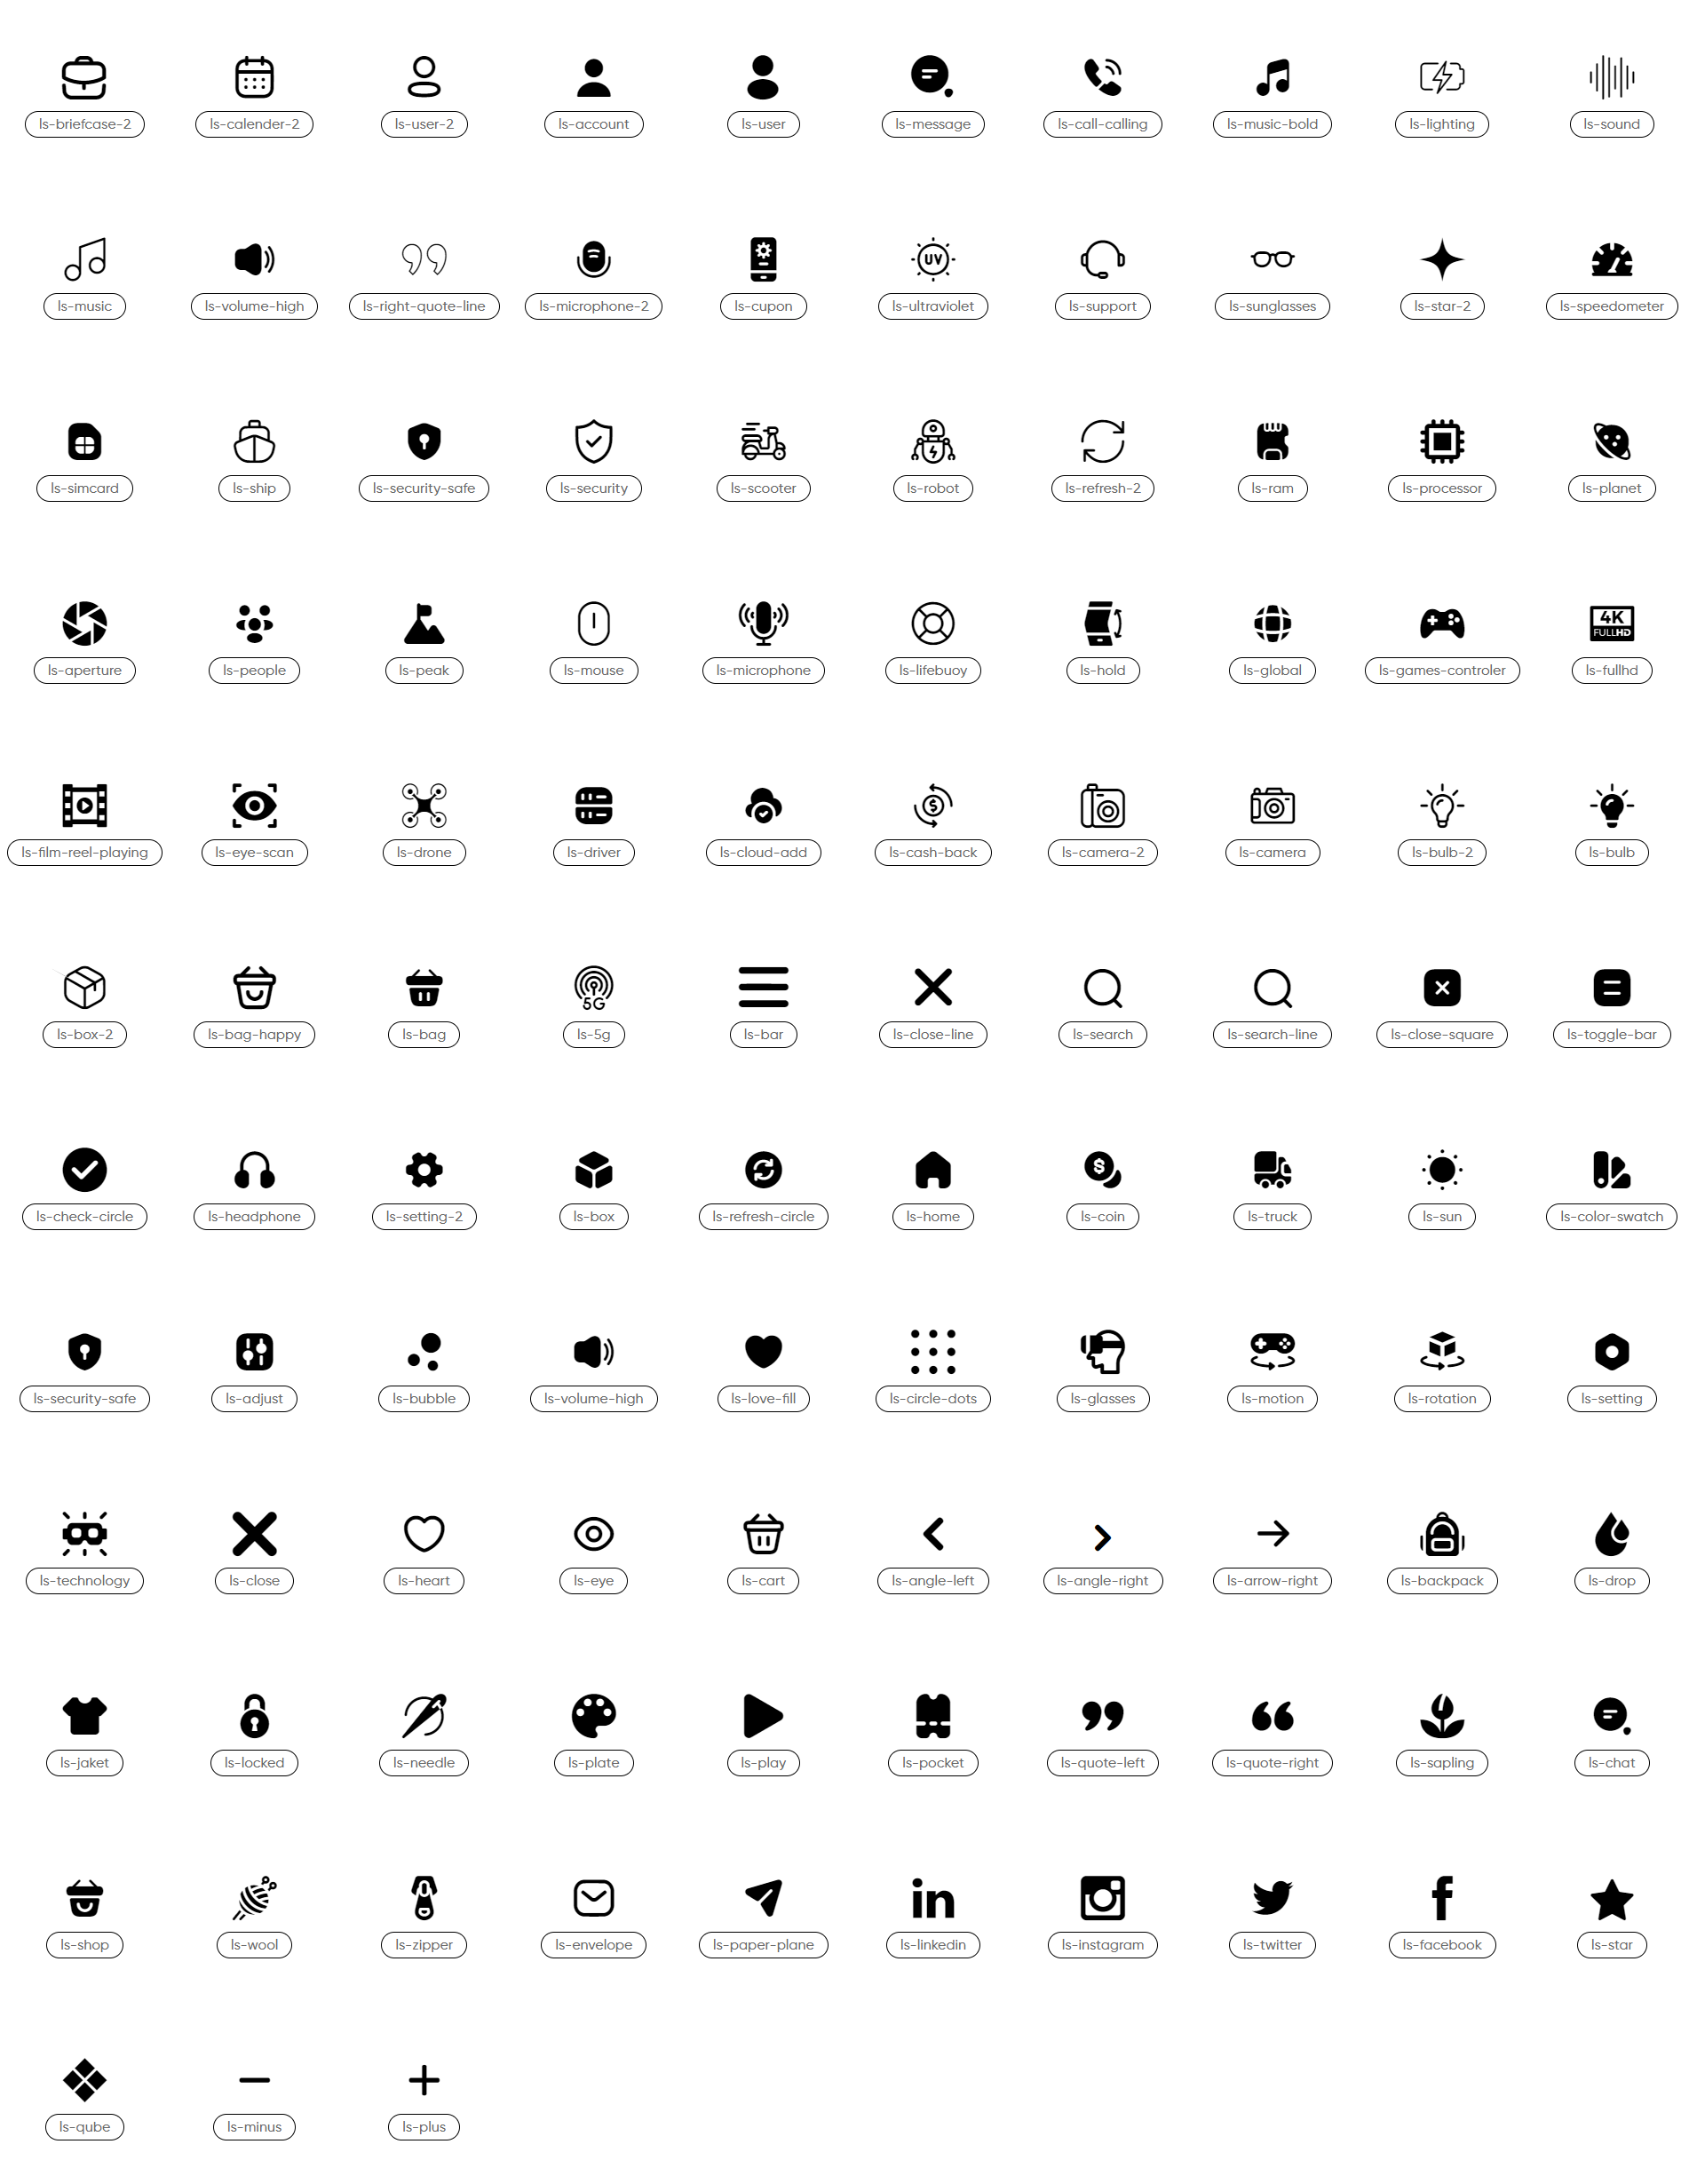 ls-briefcase-2 ls-calender-2 ls-user-2 ls-account ls-user ls-message ls-call-calling ls-music-bold ls-lighting ls-sound
UV
ls-music ls-volume-high ls-right-quote-line ls-microphone-2 ls-cupon ls-ultraviolet ls-support ls-sunglasses ls-star-2 ls-speedometer
ls-simcard ls-ship ls-security-safe ls-security ls-scooter ls-robot ls-refresh-2 ls-ram ls-processor ls-planet
4K
FULLHD
ls-aperture ls-people ls-peak ls-mouse ls-microphone ls-lifebuoy ls-hold ls-global ls-games-controler ls-fullhd
$
ls-film-reel-playing ls-eye-scan ls-drone ls-driver ls-cloud-add ls-cash-back ls-camera-2 ls-camera ls-bulb-2 ls-bulb
5G
ls-box-2 ls-bag-happy ls-bag ls-5g ls-bar ls-close-line ls-search ls-search-line ls-close-square ls-toggle-bar
$
ls-check-circle ls-headphone ls-setting-2 ls-box ls-refresh-circle ls-home ls-coin ls-truck ls-sun ls-color-swatch
ls-security-safe ls-adjust ls-bubble ls-volume-high ls-love-fill ls-circle-dots ls-glasses ls-motion ls-rotation ls-setting
ls-technology ls-close ls-heart ls-eye ls-cart ls-angle-left ls-angle-right ls-arrow-right ls-backpack ls-drop
ls-jaket ls-locked ls-needle ls-plate ls-play ls-pocket ls-quote-left ls-quote-right ls-sapling ls-chat
in
ls-shop ls-wool ls-zipper ls-envelope ls-paper-plane ls-linkedin ls-instagram ls-twitter ls-facebook ls-star
ls-qube ls-minus ls-plus